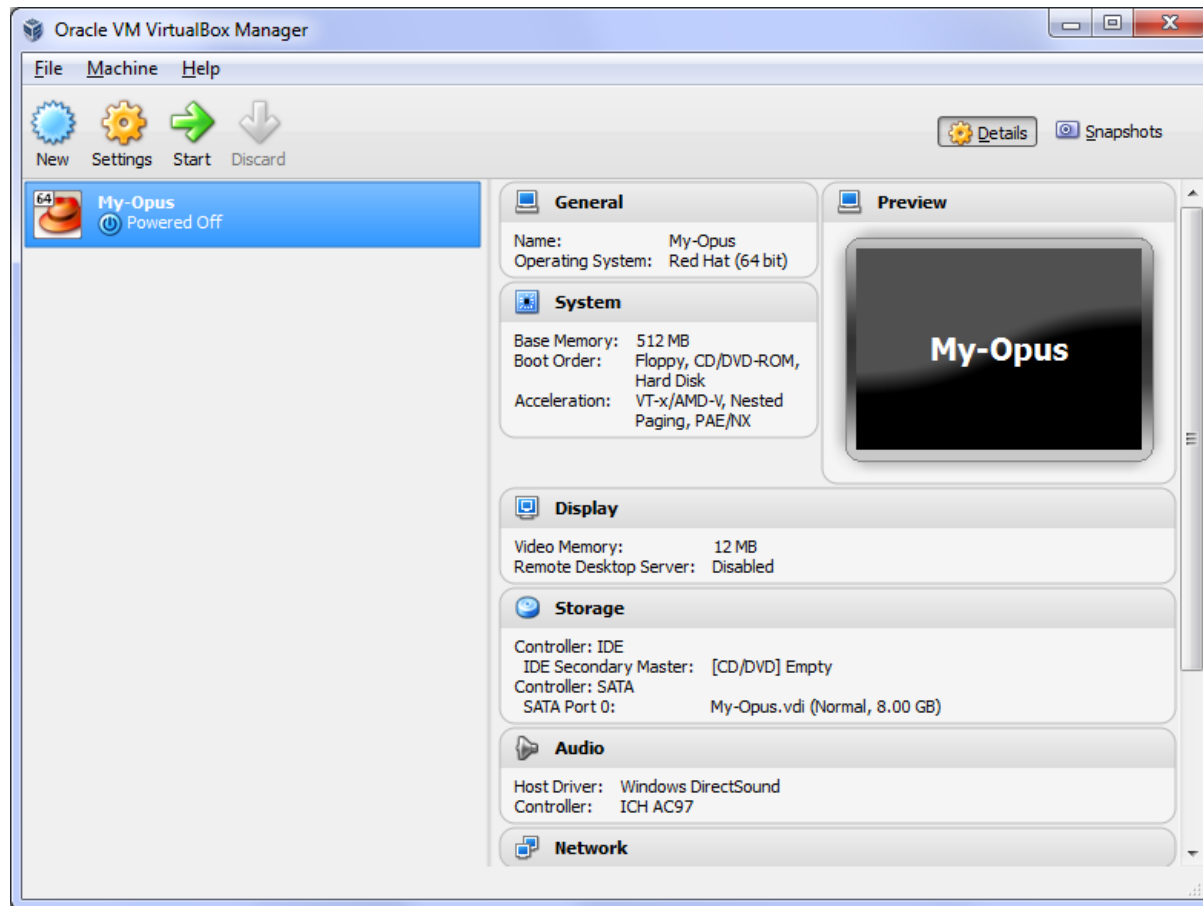 Oracle VM VirtualBox Manager
File Machine Help
New Settings Start Discard
Details Snapshots
64
My-Opus
Powered Off
General
Name: My-Opus
Operating System: Red Hat (64 bit)
System
Base Memory: 512 MB
Boot Order: Floppy, CD/DVD-ROM,
Hard Disk
Acceleration: VT-x/AMD-V, Nested
Paging, PAE/NX
Preview
My-Opus
Display
Video Memory: 12 MB
Remote Desktop Server: Disabled
Storage
Controller: IDE
IDE Secondary Master: [CD/DVD] Empty
Controller: SATA
SATA Port 0: My-Opus.vdi (Normal, 8.00 GB)
Audio
Host Driver: Windows DirectSound
Controller: ICH AC97
Network